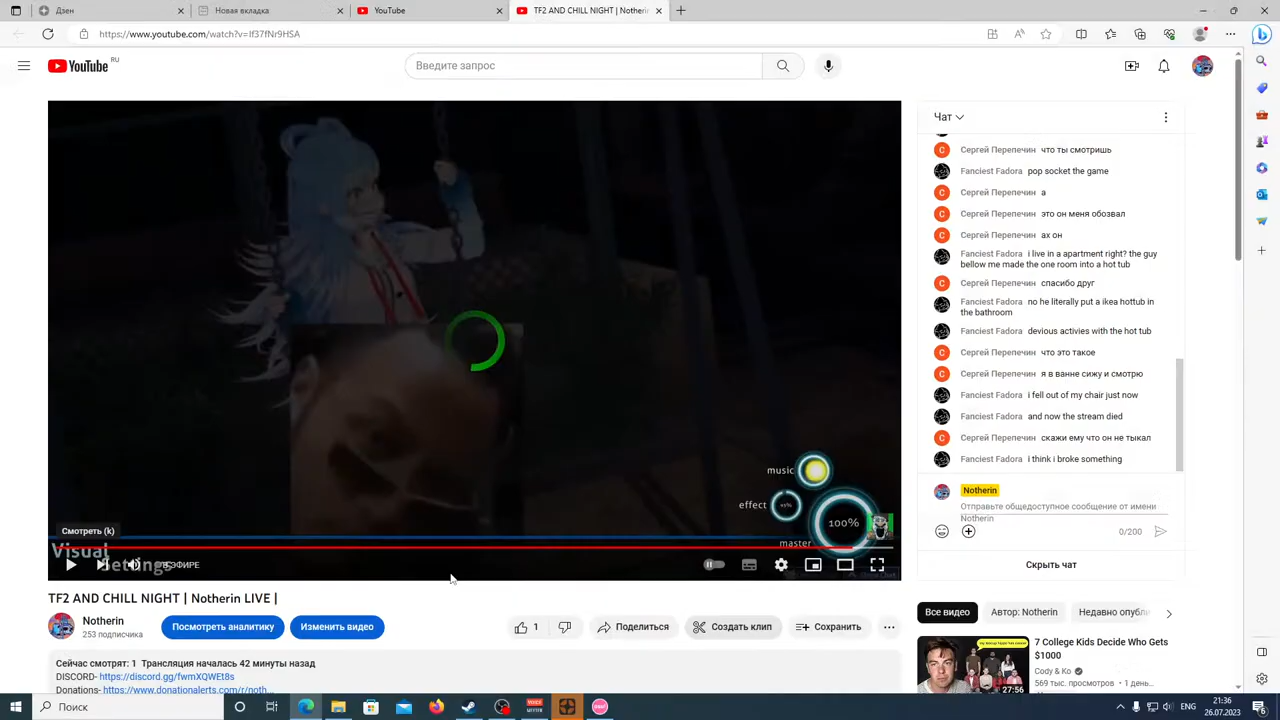 Дзен
Новая вкладка
YouTube
TF2 AND CHILL NIGHT | Notherin
https://www.youtube.com/watch?v=If37fNr9HSA
YouTube RU
Введите запрос
Чат
Сергей Перепечин что ты смотришь
Fanciest Fadora pop socket the game
Сергей Перепечин а
Сергей Перепечин это он меня обозвал
Сергей Перепечин ах он
Fanciest Fadora i live in a apartment right? the guy
bellow me made the one room into a hot tub
Сергей Перепечин спасибо друг
Fanciest Fadora no he literally put a ikea hottub in
the bathroom
Fanciest Fadora devious activies with the hot tub
Сергей Перепечин что это такое
Сергей Перепечин я в ванне сижу и смотрю
Fanciest Fadora i fell out of my chair just now
Fanciest Fadora and now the stream died
Сергей Перепечин скажи ему что он не тыкал
Fanciest Fadora i think i broke something
Notherin
Отправьте общедоступное сообщение от имени
Notherin
0/200
Скрыть чат
music
effect
100%
master
Смотреть (k)
Visual
Settings
В ЭФИРЕ
TF2 AND CHILL NIGHT | Notherin LIVE |
Notherin
253 подписчика
Посмотреть аналитику
Изменить видео
1
Поделиться
Создать клип
Сохранить
Сейчас смотрят: 1 Трансляция началась 42 минуты назад
DISCORD- https://discord.gg/fwmXQWEt8s
Donations- https://www.donationalerts.com/r/noth...
Все видео
Автор: Notherin
Недавно опубли
7 College Kids Decide Who Gets
$1000
Cody & Ko
569 тыс. просмотров • 1 день...
27:56
Поиск
ENG
21:36
26.07.2023
6